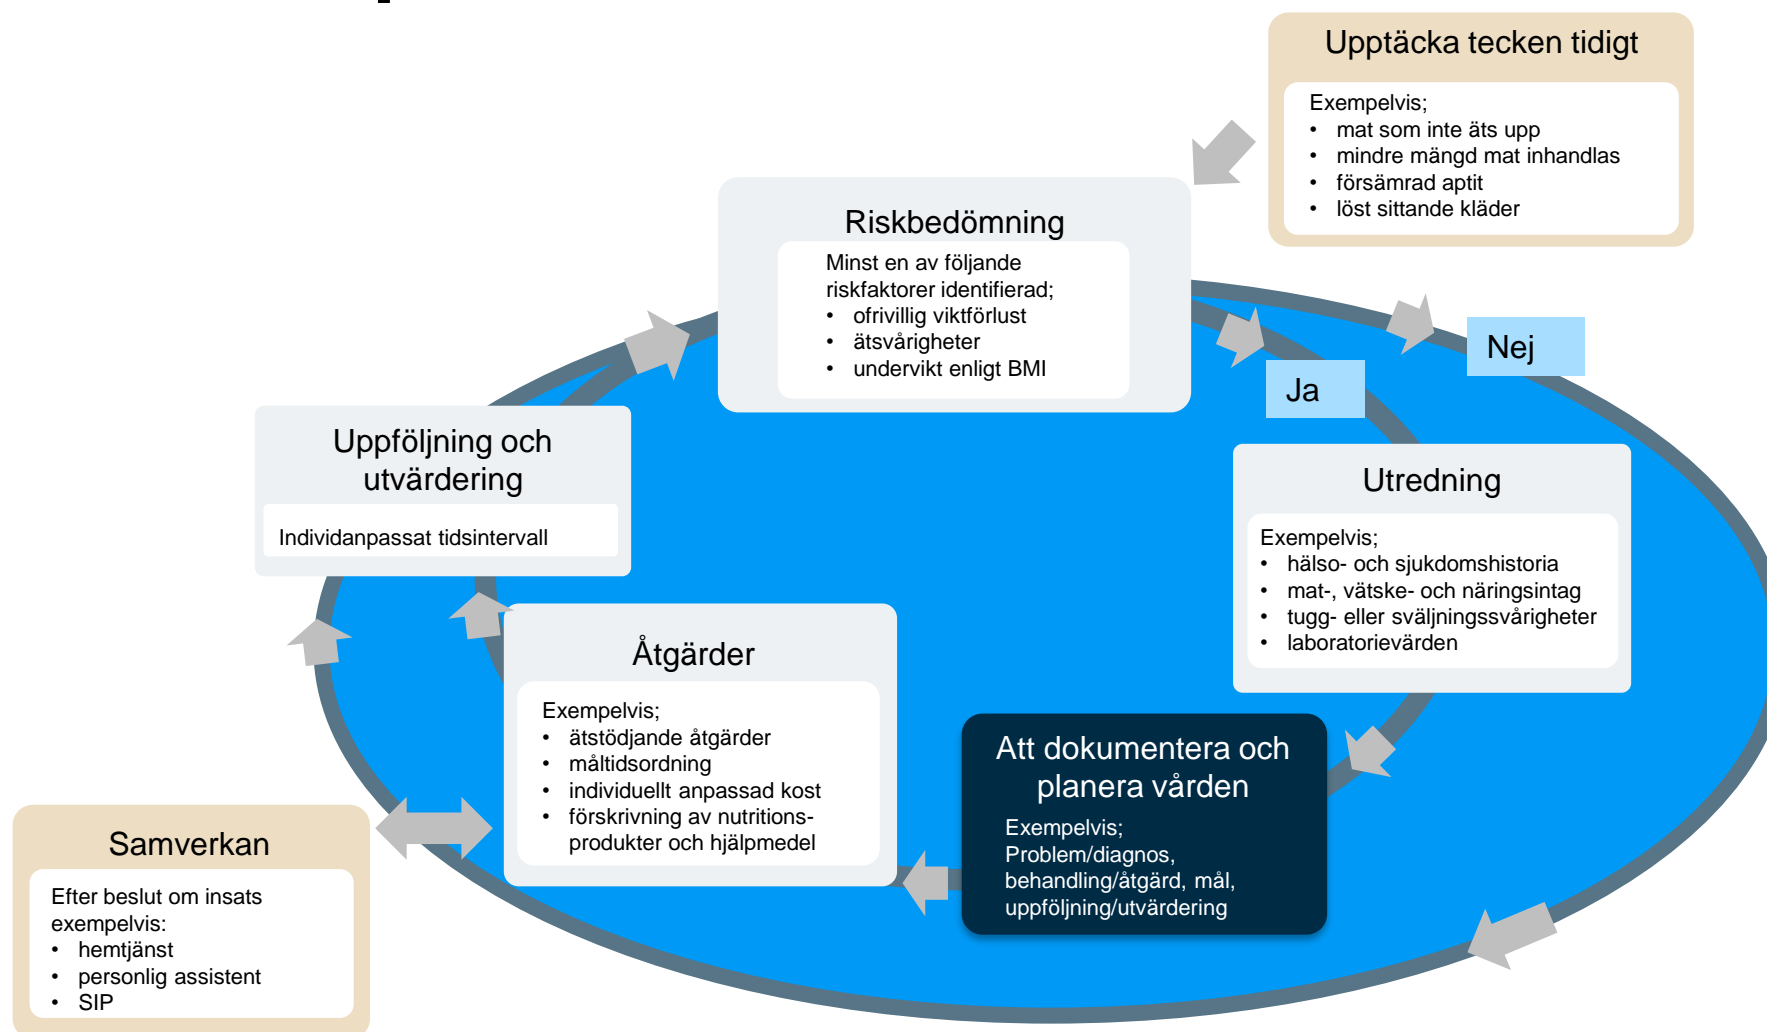 Upptäcka tecken tidigt
Exempelvis;
• mat som inte äts upp
• mindre mängd mat inhandlas
• försämrad aptit
• löst sittande kläder
Riskbedömning
Minst en av följande
riskfaktorer identifierad;
• ofrivillig viktförlust
• ätsvårigheter
• undervikt enligt BMI
Nej
Ja
Utredning
Exempelvis;
• hälso- och sjukdomshistoria
• mat-, vätske- och näringsintag
• tugg- eller sväljningssvårigheter
• laboratorievärden
Att dokumentera och
planera vården
Exempelvis;
Problem/diagnos,
behandling/åtgärd, mål,
uppföljning/utvärdering
Åtgärder
Exempelvis;
• ätstödjande åtgärder
• måltidsordning
• individuellt anpassad kost
• förskrivning av nutritions-
produkter och hjälpmedel
Uppföljning och
utvärdering
Individanpassat tidsintervall
Samverkan
Efter beslut om insats
exempelvis:
• hemtjänst
• personlig assistent
• SIP